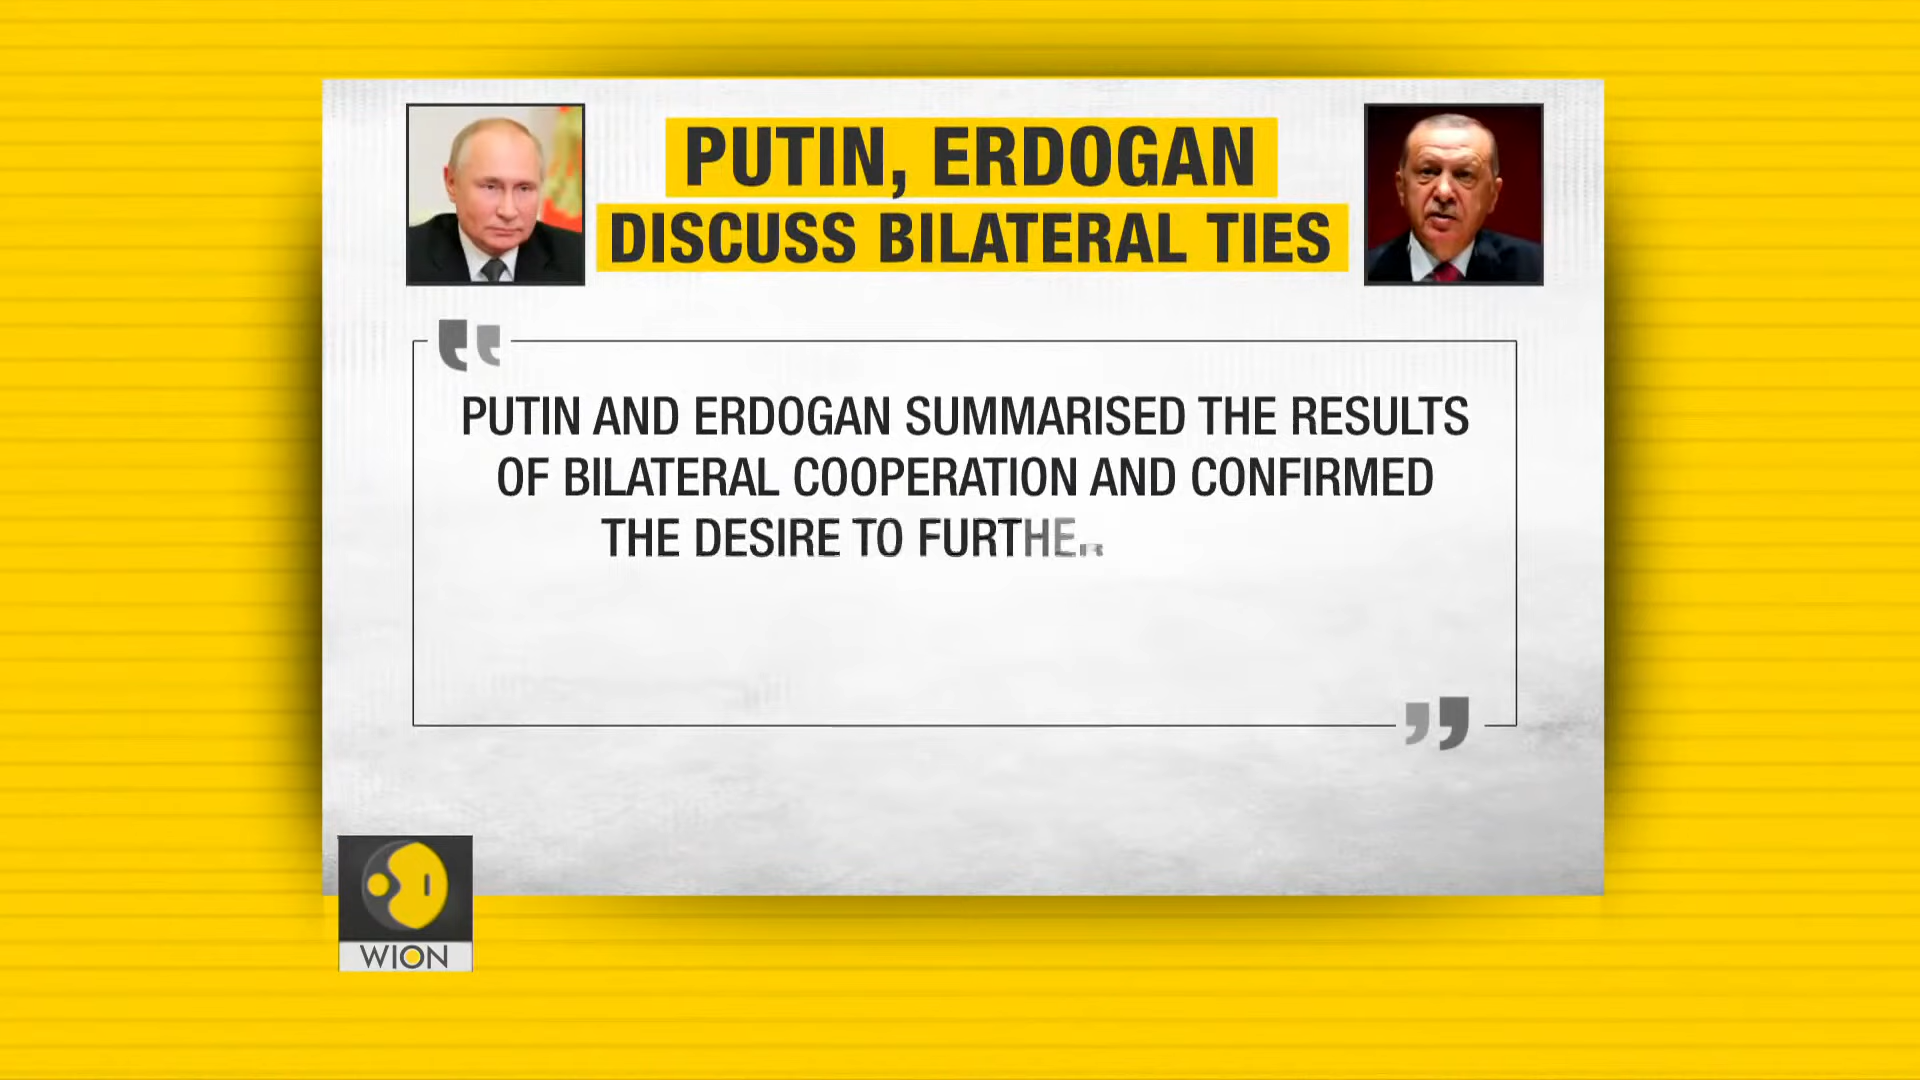 PUTIN, ERDOGAN
DISCUSS BILATERAL TIES
PUTIN AND ERDOGAN SUMMARISED THE RESULTS
OF BILATERAL COOPERATION AND CONFIRMED
THE DESIRE TO FURTHER
WION